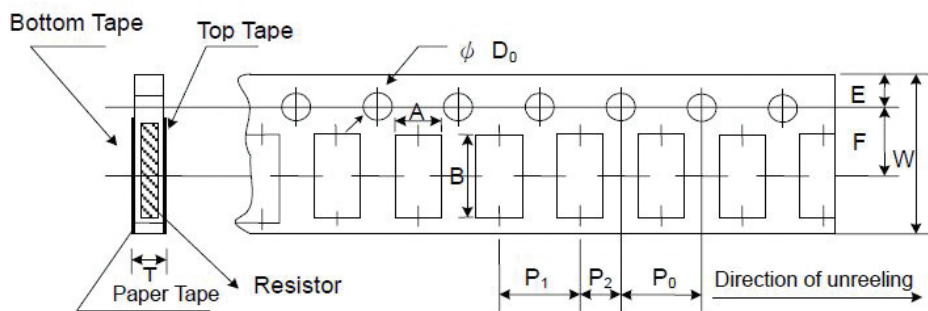 Bottom Tape
Top Tape
ϕ D₀
A
B
E
F
W
T
Paper Tape
Resistor
P₁
P₂
P₀
Direction of unreeling